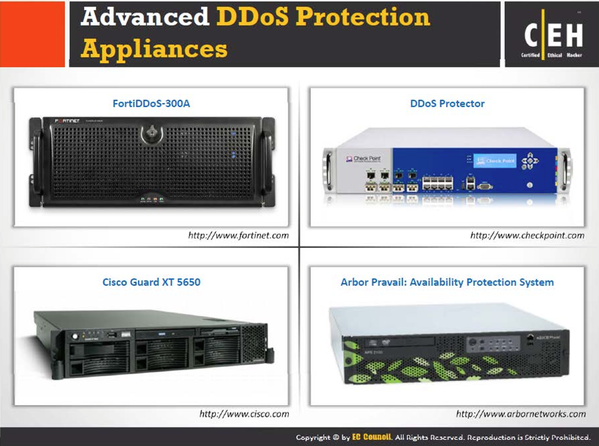 Advanced DDoS Protection
Appliances
C|EH
Certified Ethical Hacker
FortiDDoS-300A
DDoS Protector
FORTINET
Check Point
Check Point
http://www.fortinet.com
http://www.checkpoint.com
Cisco Guard XT 5650
Arbor Pravail: Availability Protection System
http://www.cisco.com
http://www.arbornetworks.com
Copyright © by EC Council. All Rights Reserved. Reproduction is Strictly Prohibited.